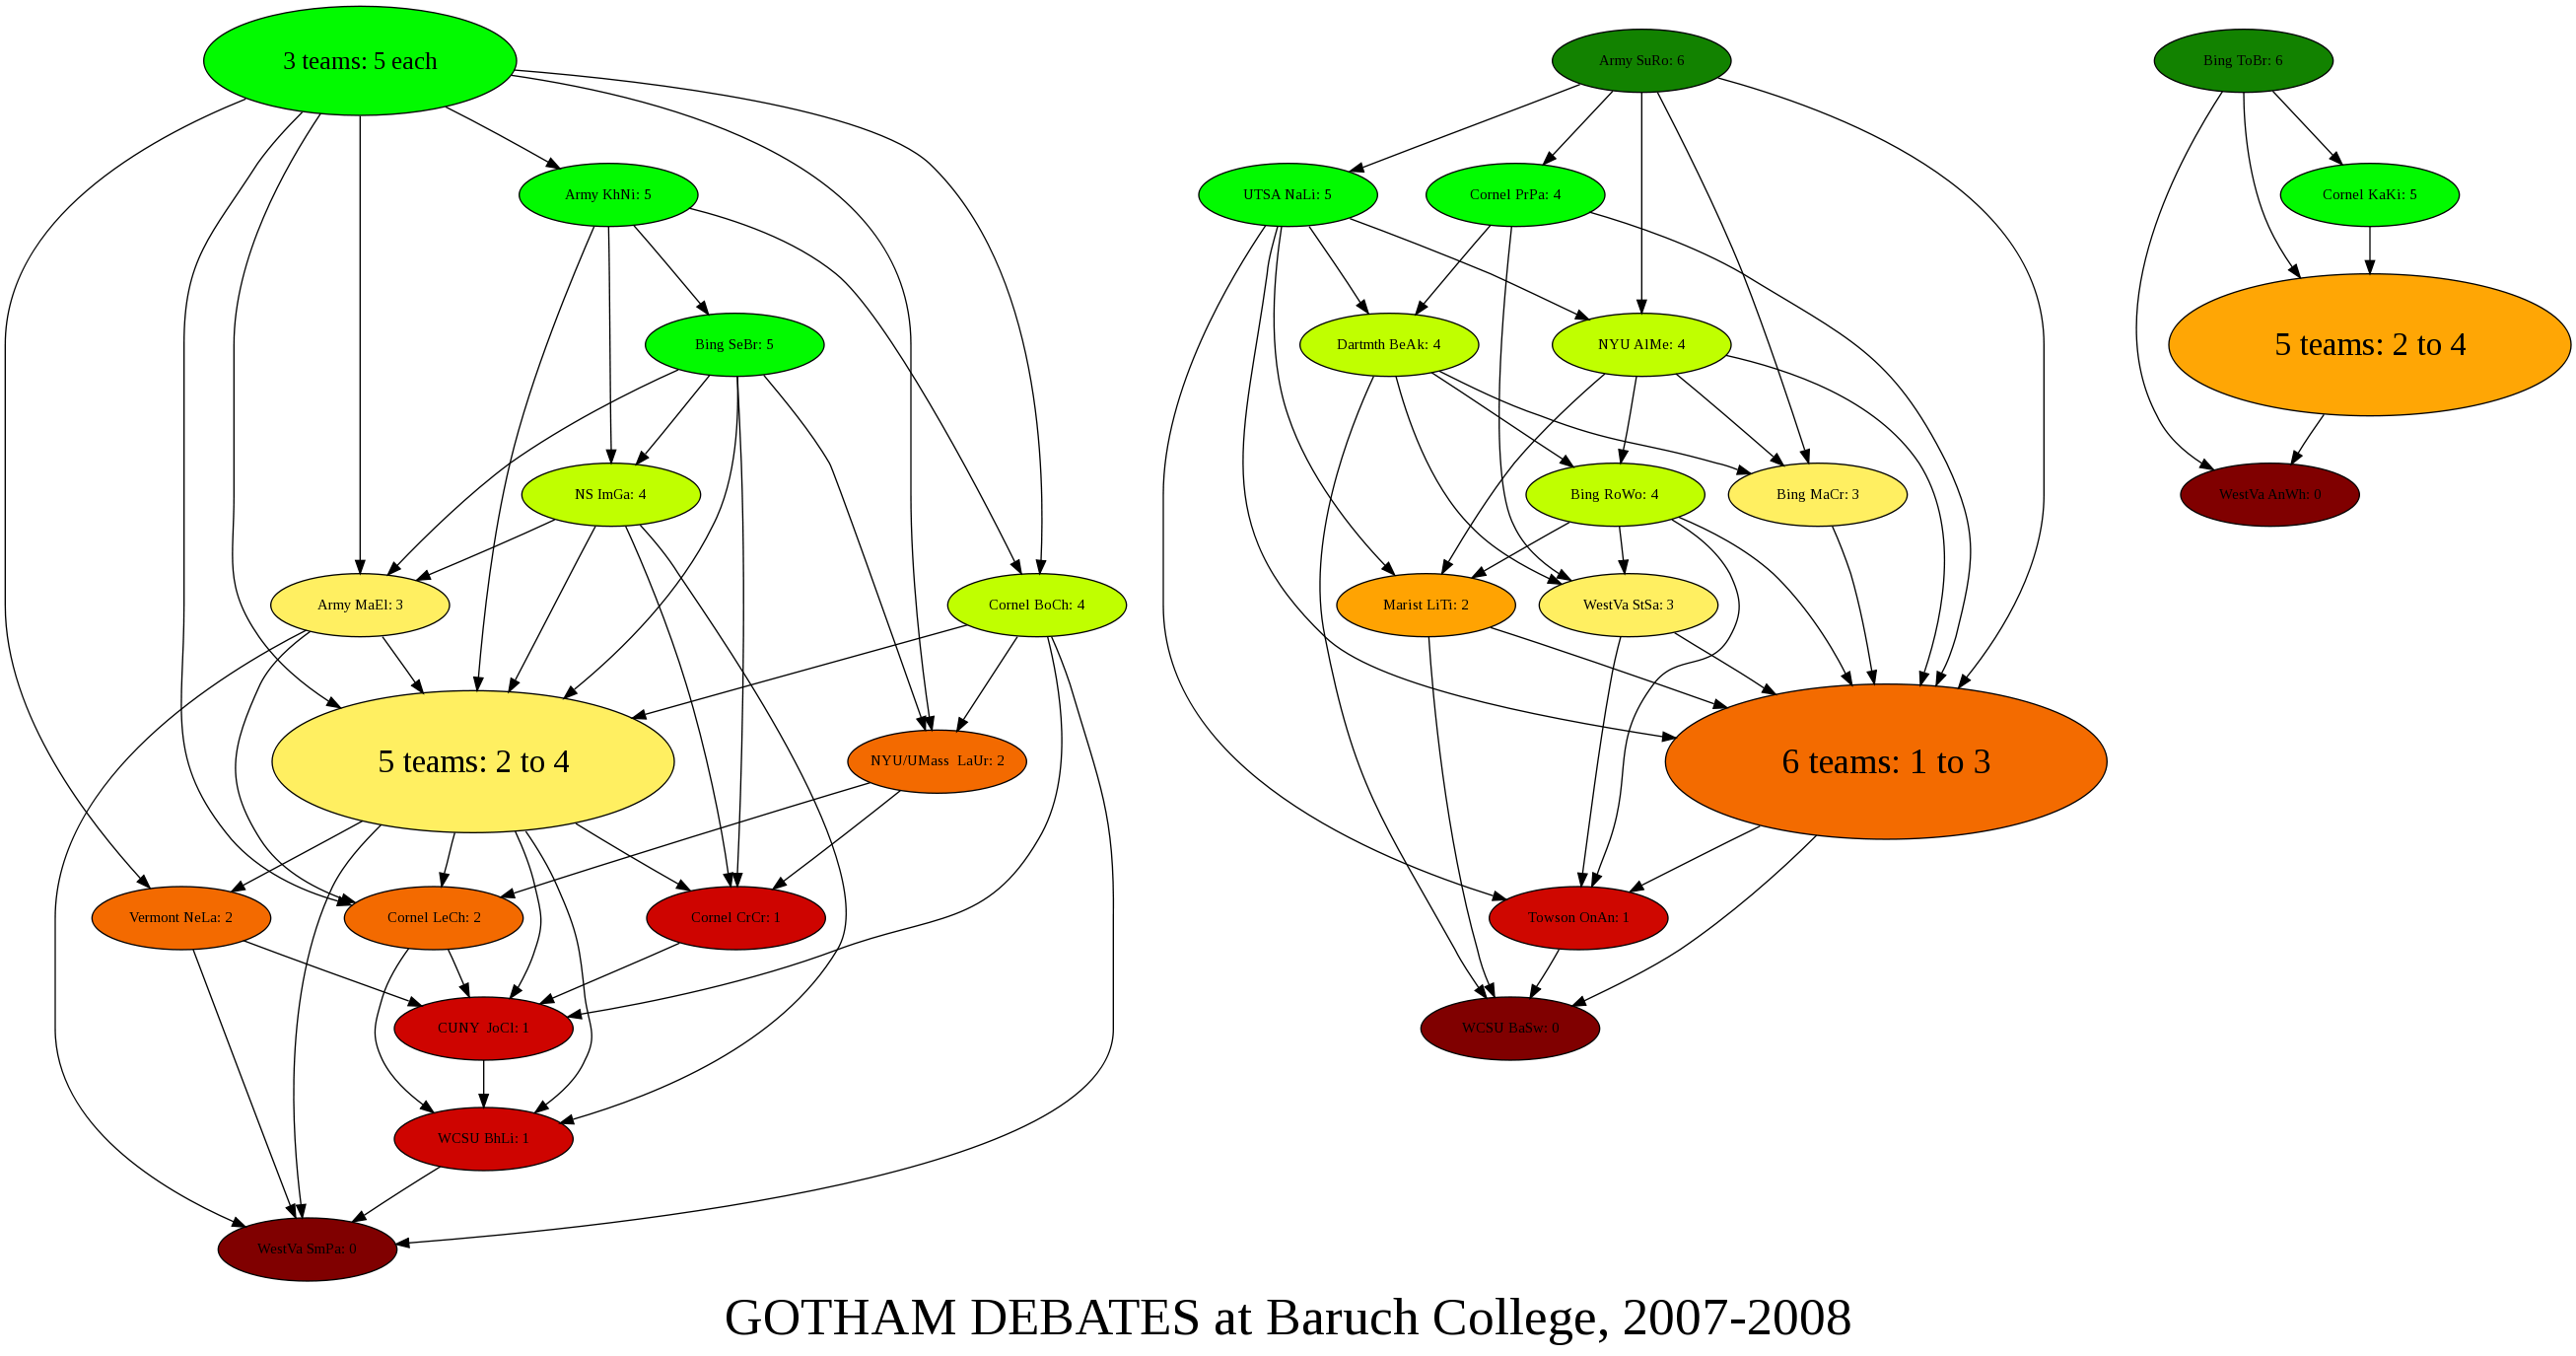 3 teams: 5 each
Army SuRo: 6
Bing ToBr: 6
Army KhNi: 5
UTSA NaLi: 5
Cornel PrPa: 4
Cornel KaKi: 5
Bing SeBr: 5
Dartmth BeAk: 4
NYU AlMe: 4
5 teams: 2 to 4
NS ImGa: 4
Bing RoWo: 4
Bing MaCr: 3
WestVa AnWh: 0
Army MaEl: 3
Cornel BoCh: 4
Marist LiTi: 2
WestVa StSa: 3
5 teams: 2 to 4
NYU/UMass LaUr: 2
6 teams: 1 to 3
Vermont NeLa: 2
Cornel LeCh: 2
Cornel CrCr: 1
Towson OnAn: 1
CUNY JoCl: 1
WCSU BaSw: 0
WCSU BhLi: 1
WestVa SmPa: 0
GOTHAM DEBATES at Baruch College, 2007-2008